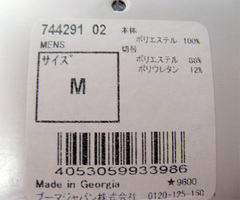 744291 02
MENS
サイズ
M
本体
ポリエステル 100%
切替
ポリエステル 88%
ポリウレタン 12%
4053059933986
Made in Georgia ★9600
プーマジャパン株式会社 0120-125-150